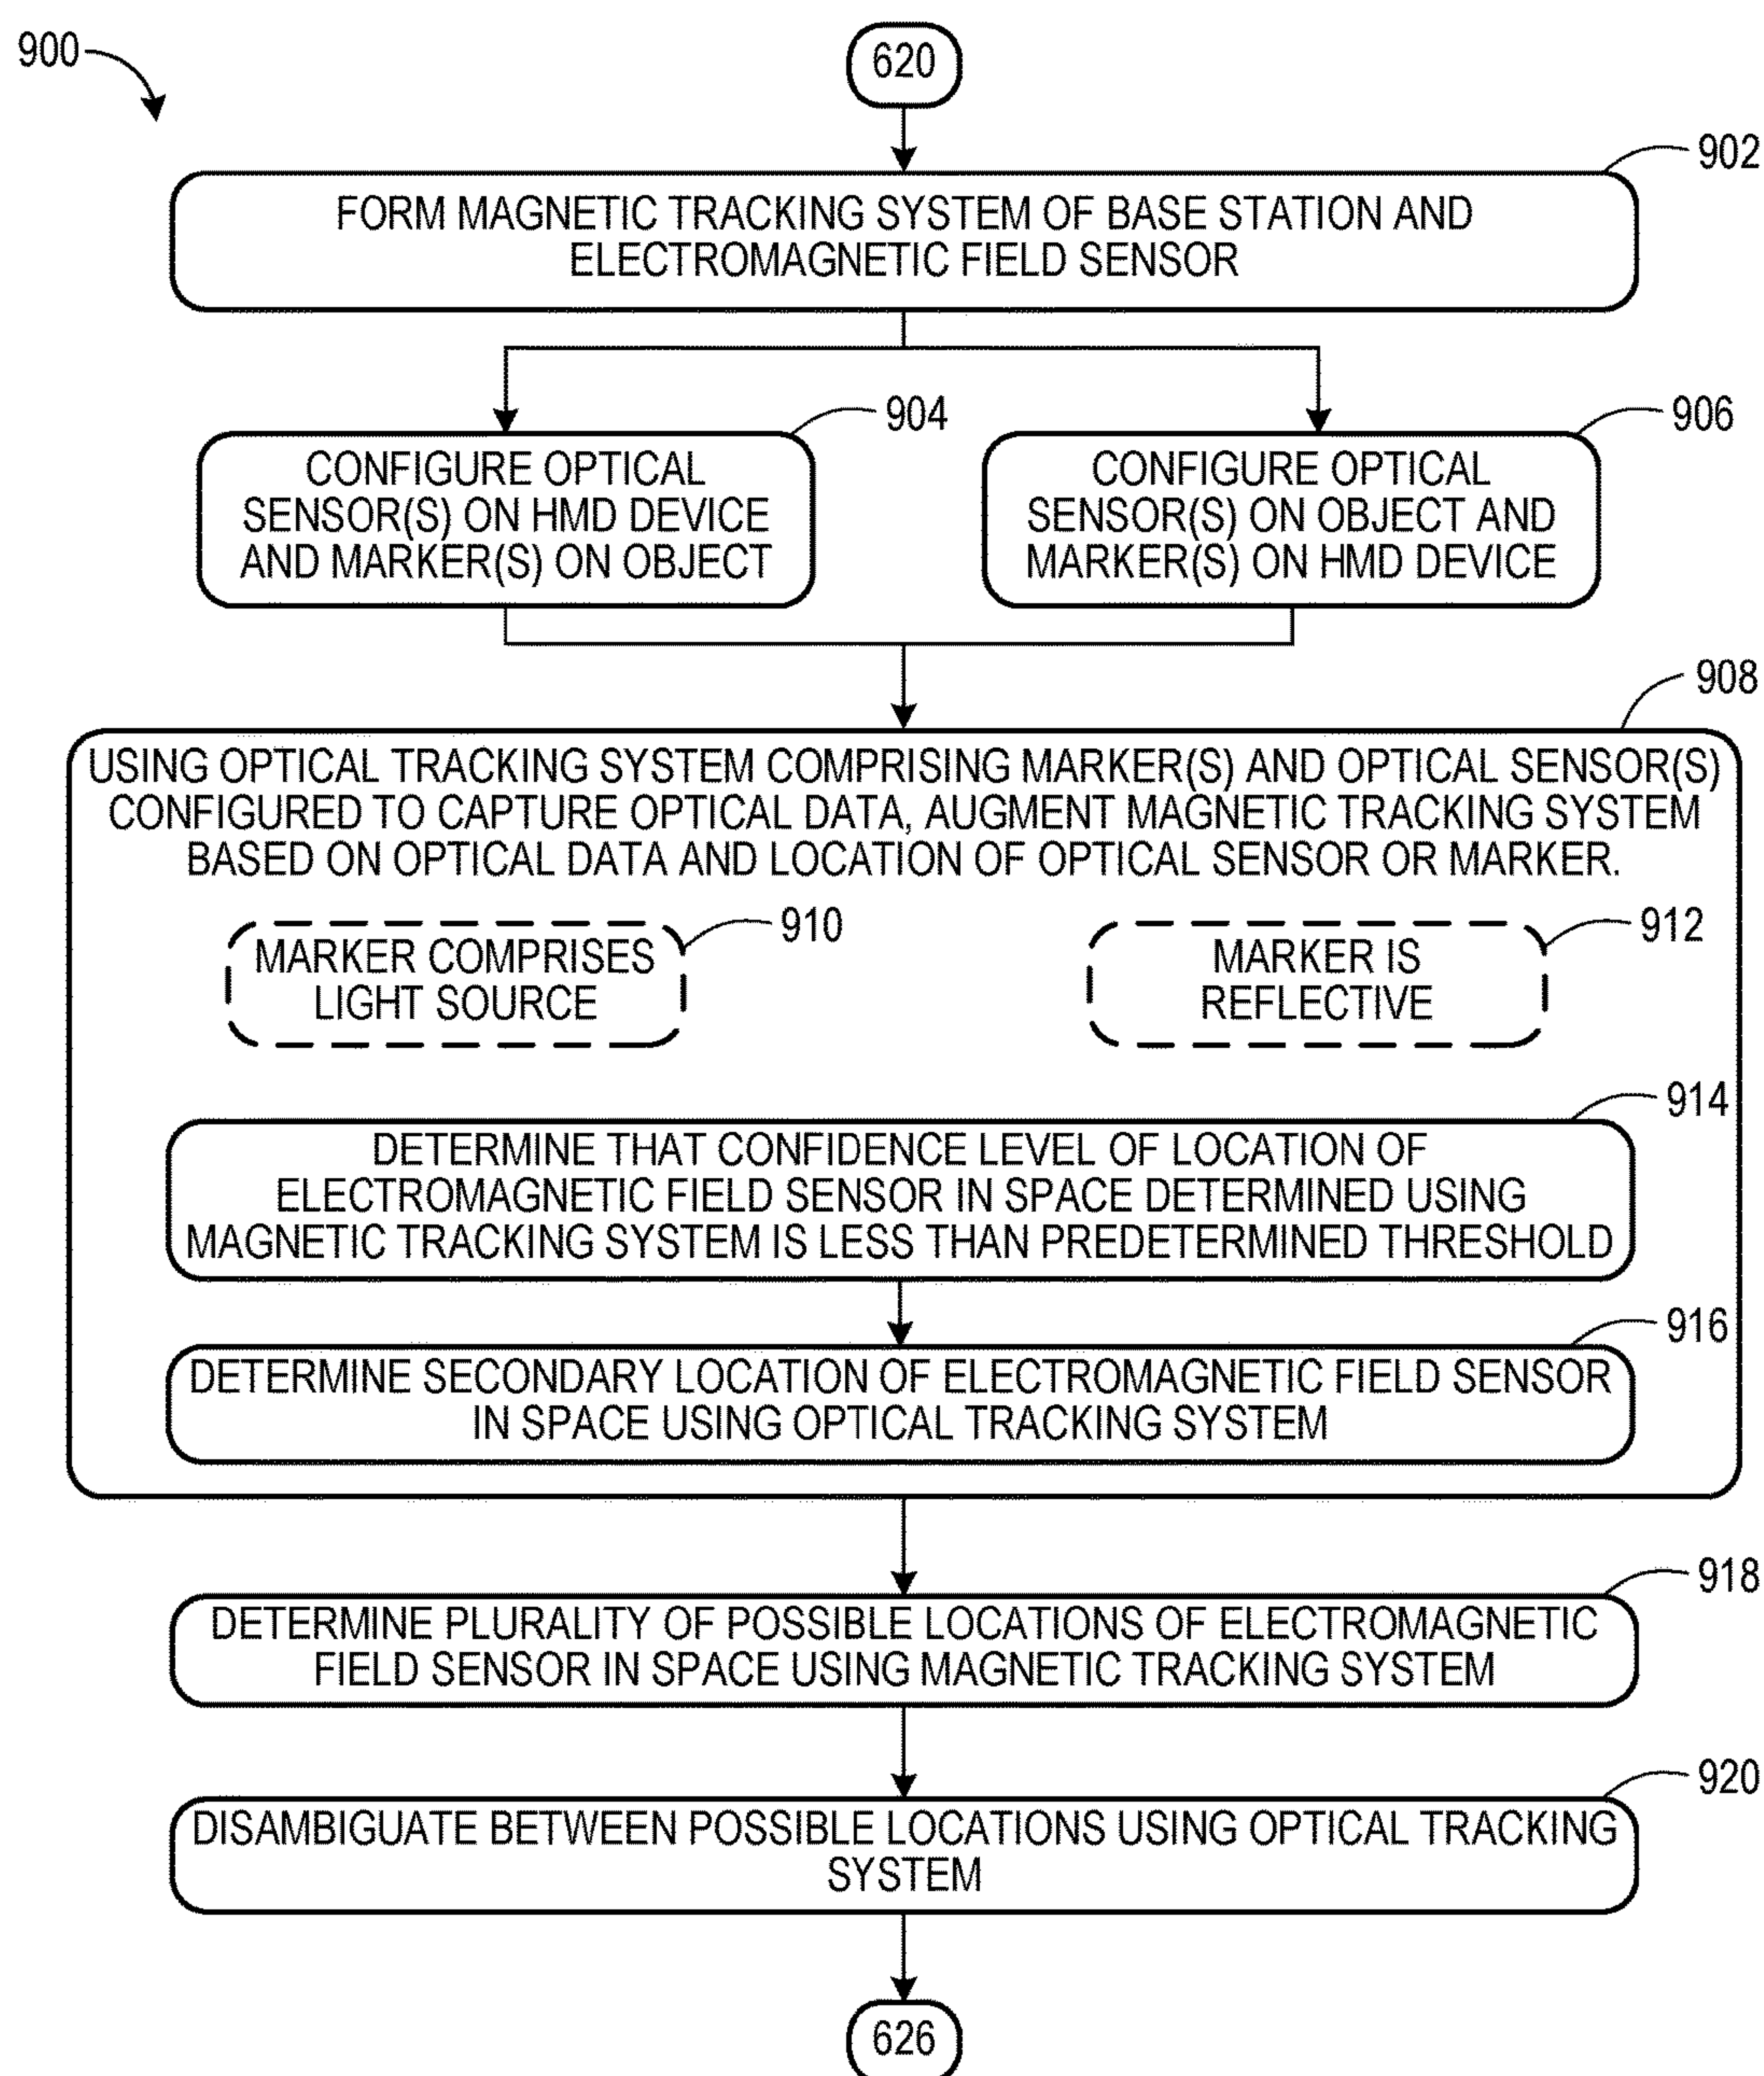 900
620
902
FORM MAGNETIC TRACKING SYSTEM OF BASE STATION AND
ELECTROMAGNETIC FIELD SENSOR
904
CONFIGURE OPTICAL
SENSOR(S) ON HMD DEVICE
AND MARKER(S) ON OBJECT
906
CONFIGURE OPTICAL
SENSOR(S) ON OBJECT AND
MARKER(S) ON HMD DEVICE
908
USING OPTICAL TRACKING SYSTEM COMPRISING MARKER(S) AND OPTICAL SENSOR(S)
CONFIGURED TO CAPTURE OPTICAL DATA, AUGMENT MAGNETIC TRACKING SYSTEM
BASED ON OPTICAL DATA AND LOCATION OF OPTICAL SENSOR OR MARKER.
910
MARKER COMPRISES
LIGHT SOURCE
912
MARKER IS
REFLECTIVE
914
DETERMINE THAT CONFIDENCE LEVEL OF LOCATION OF
ELECTROMAGNETIC FIELD SENSOR IN SPACE DETERMINED USING
MAGNETIC TRACKING SYSTEM IS LESS THAN PREDETERMINED THRESHOLD
916
DETERMINE SECONDARY LOCATION OF ELECTROMAGNETIC FIELD SENSOR
IN SPACE USING OPTICAL TRACKING SYSTEM
918
DETERMINE PLURALITY OF POSSIBLE LOCATIONS OF ELECTROMAGNETIC
FIELD SENSOR IN SPACE USING MAGNETIC TRACKING SYSTEM
920
DISAMBIGUATE BETWEEN POSSIBLE LOCATIONS USING OPTICAL TRACKING
SYSTEM
626